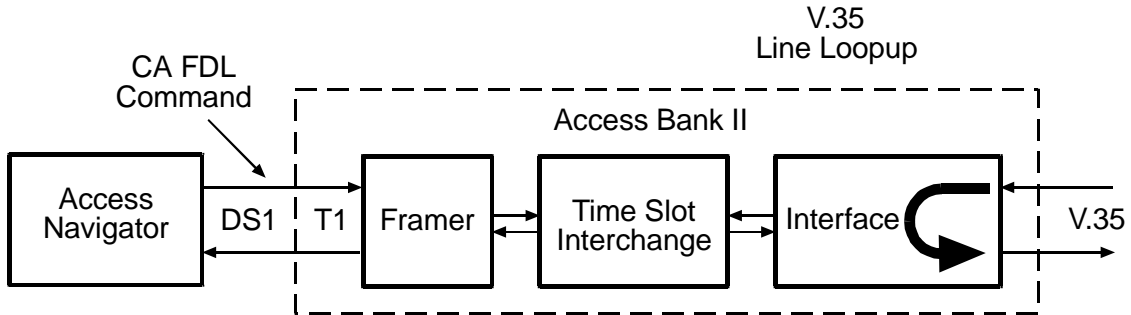 V.35
Line Loopup
CA FDL
Command
Access Bank II
Access
Navigator
DS1
T1
Framer
Time Slot
Interchange
Interface
V.35